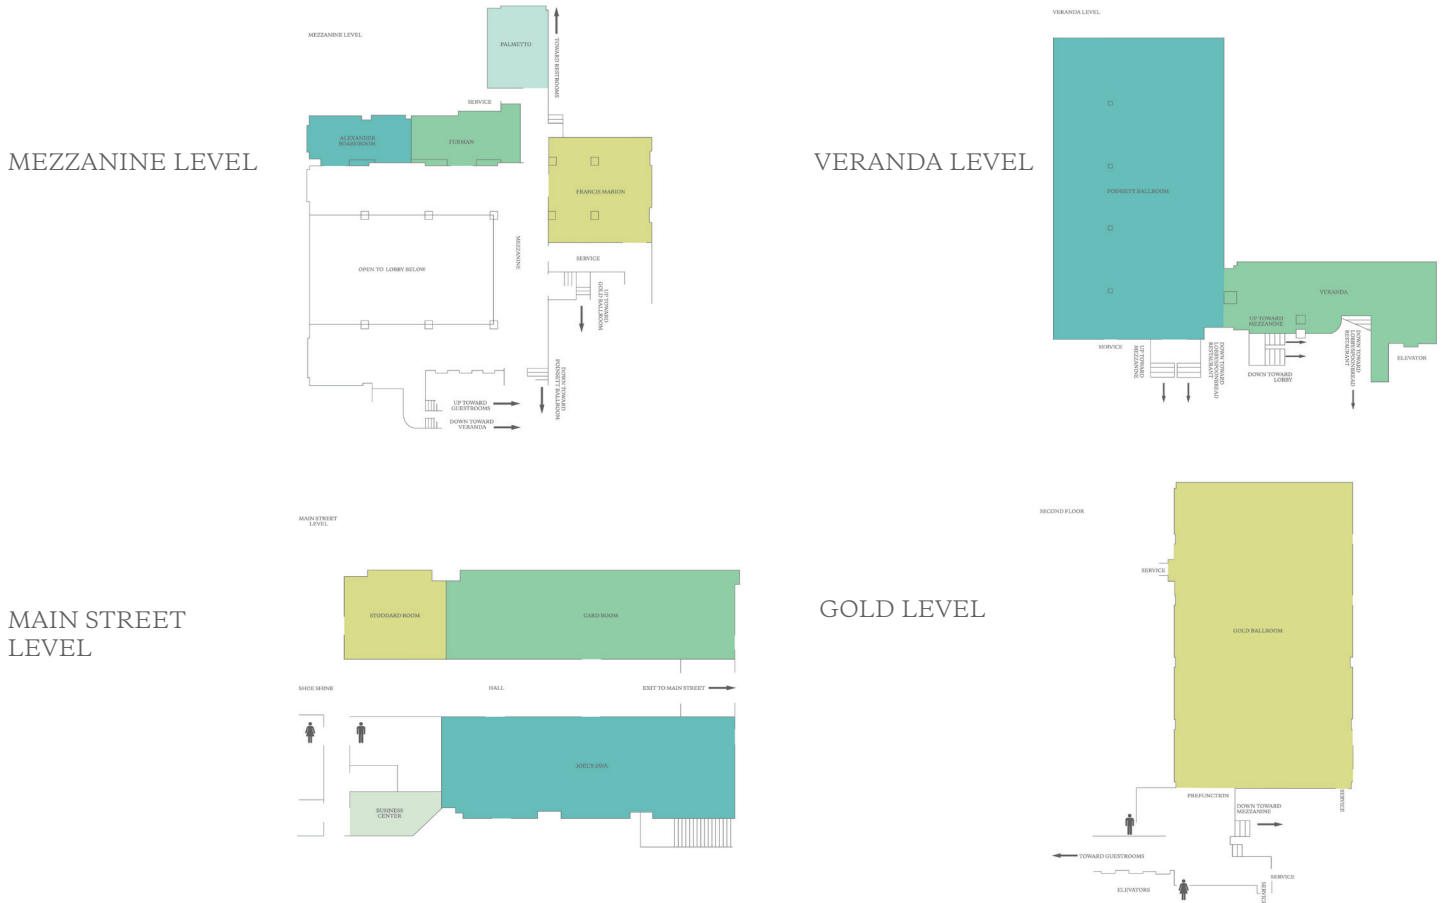 MEZZANINE LEVEL
MEZZANINE LEVEL
PALMETTO
TOWARD RESTROOMS
SERVICE
ALEXANDER
BOARDROOM
FURMAN
FRANCIS MARION
MEZZANINE
OPEN TO LOBBY BELOW
SERVICE
UP TOWARD
GOLD BALLROOM
DOWN TOWARD
POINSETT BALLROOM
UP TOWARD
GUESTROOMS
DOWN TOWARD
VERANDA
VERANDA LEVEL
VERANDA LEVEL
POINSETT BALLROOM
VERANDA
UP TOWARD
MEZZANINE
SERVICE
UP TOWARD
MEZZANINE
DOWN TOWARD
LOBBY/SPOONBREAD
RESTAURANT
DOWN TOWARD
LOBBY
DOWN TOWARD
LOBBY/SPOONBREAD
RESTAURANT
ELEVATOR
MAIN STREET
LEVEL
MAIN STREET
LEVEL
STODDARD ROOM
CARD ROOM
SHOE SHINE
HALL
EXIT TO MAIN STREET
BUSINESS
CENTER
GOLD LEVEL
SECOND FLOOR
SERVICE
GOLD BALLROOM
PREFUNCTION
SERVICE
DOWN TOWARD
MEZZANINE
TOWARD GUESTROOMS
SERVICE
ELEVATORS
SERVICE